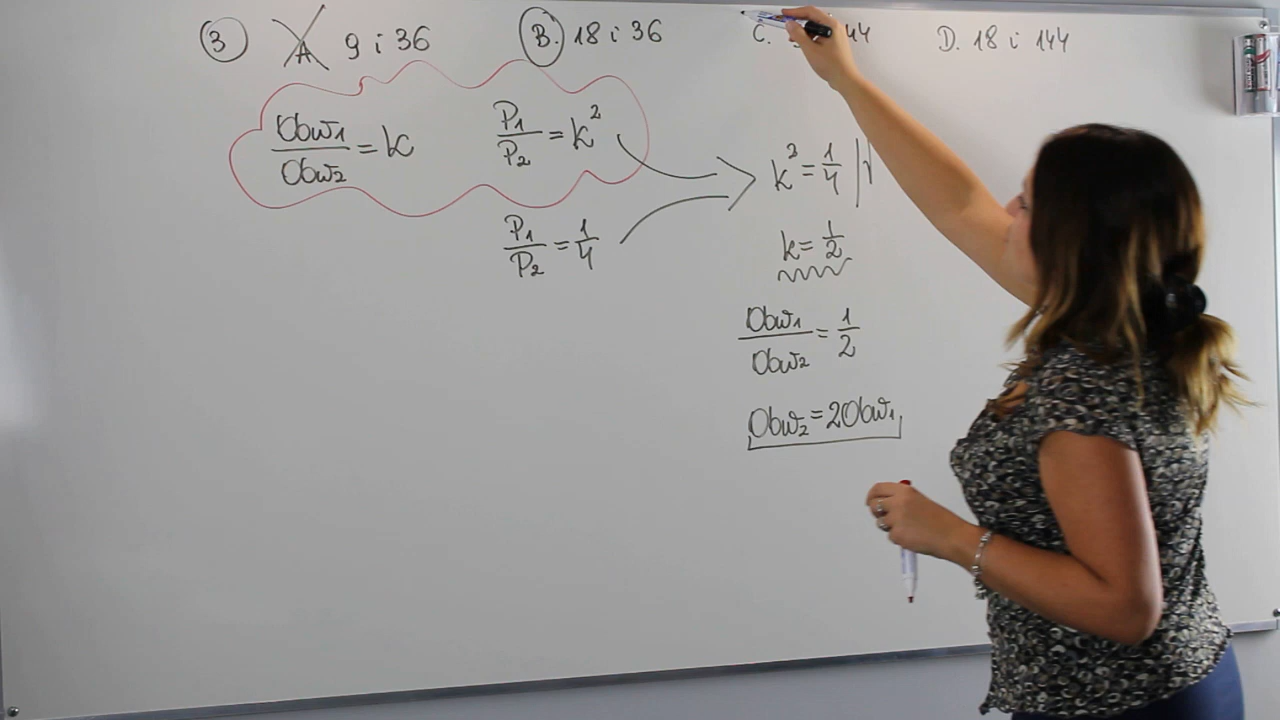 3 A 9 i 36 B. 18 i 36 C. 44 D. 18 i 144
Obw1/Obw2 = k P1/P2 = k² k² = 1/4 |√
P1/P2 = 1/4 k = 1/2
Obw1/Obw2 = 1/2
Obw2 = 2Obw1